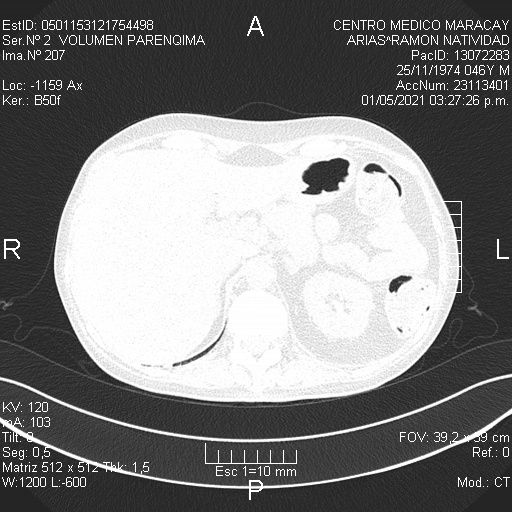 EstID: 0501153121754498
Ser.Nº 2 VOLUMEN PARENQIMA
Ima.Nº 207
Loc: -1159 Ax
Ker.: B50f
A
CENTRO MEDICO MARACAY
ARIAS^RAMON NATIVIDAD
PacID: 13072283
25/11/1974 046Y M
AccNum: 23113401
01/05/2021 03:27:26 p.m.
R
L
KV: 120
mA: 103
Tilt: 0
Seg: 0,5
Matriz 512 x 512 Thk: 1,5
W:1200 L:-600
Esc 1=10 mm
P
FOV: 39,2 x 39 cm
Ref.: 0
Mod.: CT